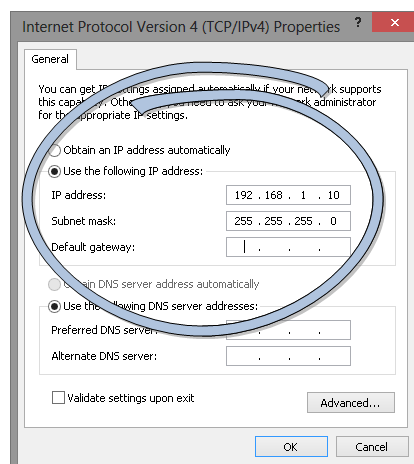 Internet Protocol Version 4 (TCP/IPv4) Properties ? ×
General
You can get IP settings assigned automatically if your network supports
this capability. Otherwise, you need to ask your network administrator
for the appropriate IP settings.
Obtain an IP address automatically
Use the following IP address:
IP address: 192 . 168 . 1 . 10
Subnet mask: 255 . 255 . 255 . 0
Default gateway: . . .
Obtain DNS server address automatically
Use the following DNS server addresses:
Preferred DNS server: . . .
Alternate DNS server: . . .
Validate settings upon exit
Advanced...
OK Cancel